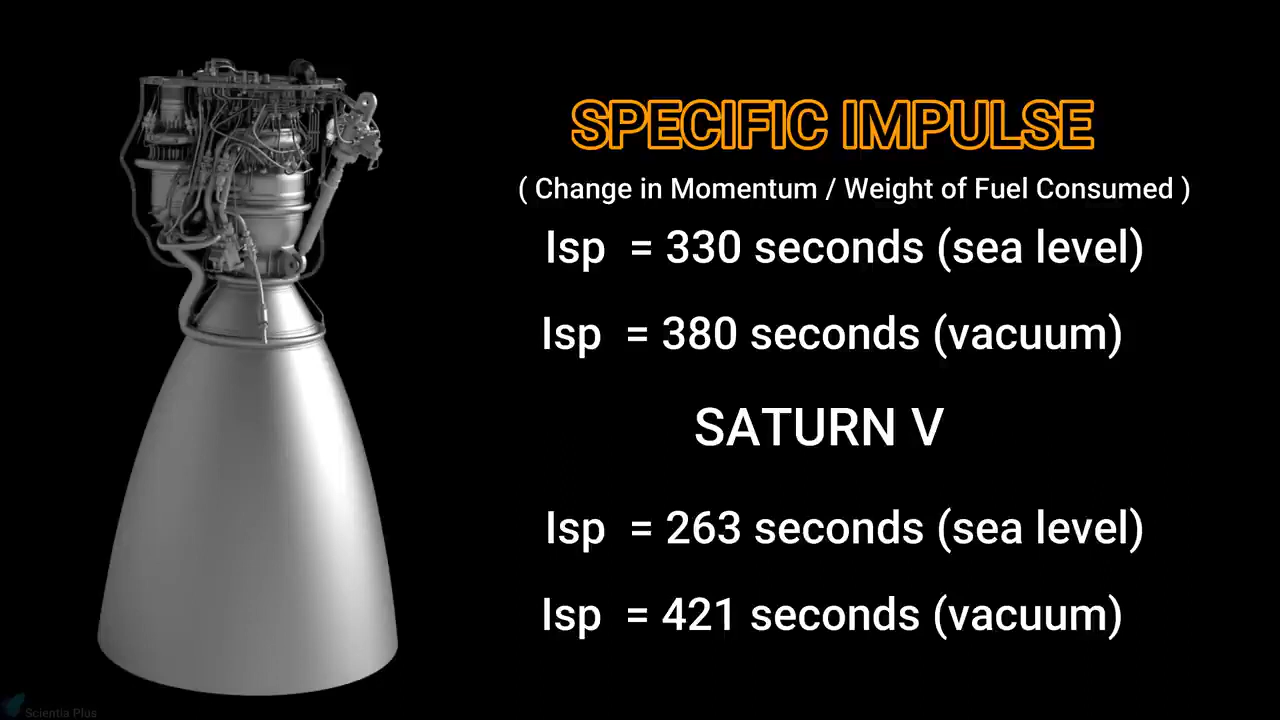 SPECIFIC IMPULSE
( Change in Momentum / Weight of Fuel Consumed )
Isp = 330 seconds (sea level)
Isp = 380 seconds (vacuum)
SATURN V
Isp = 263 seconds (sea level)
Isp = 421 seconds (vacuum)
Scientia Plus